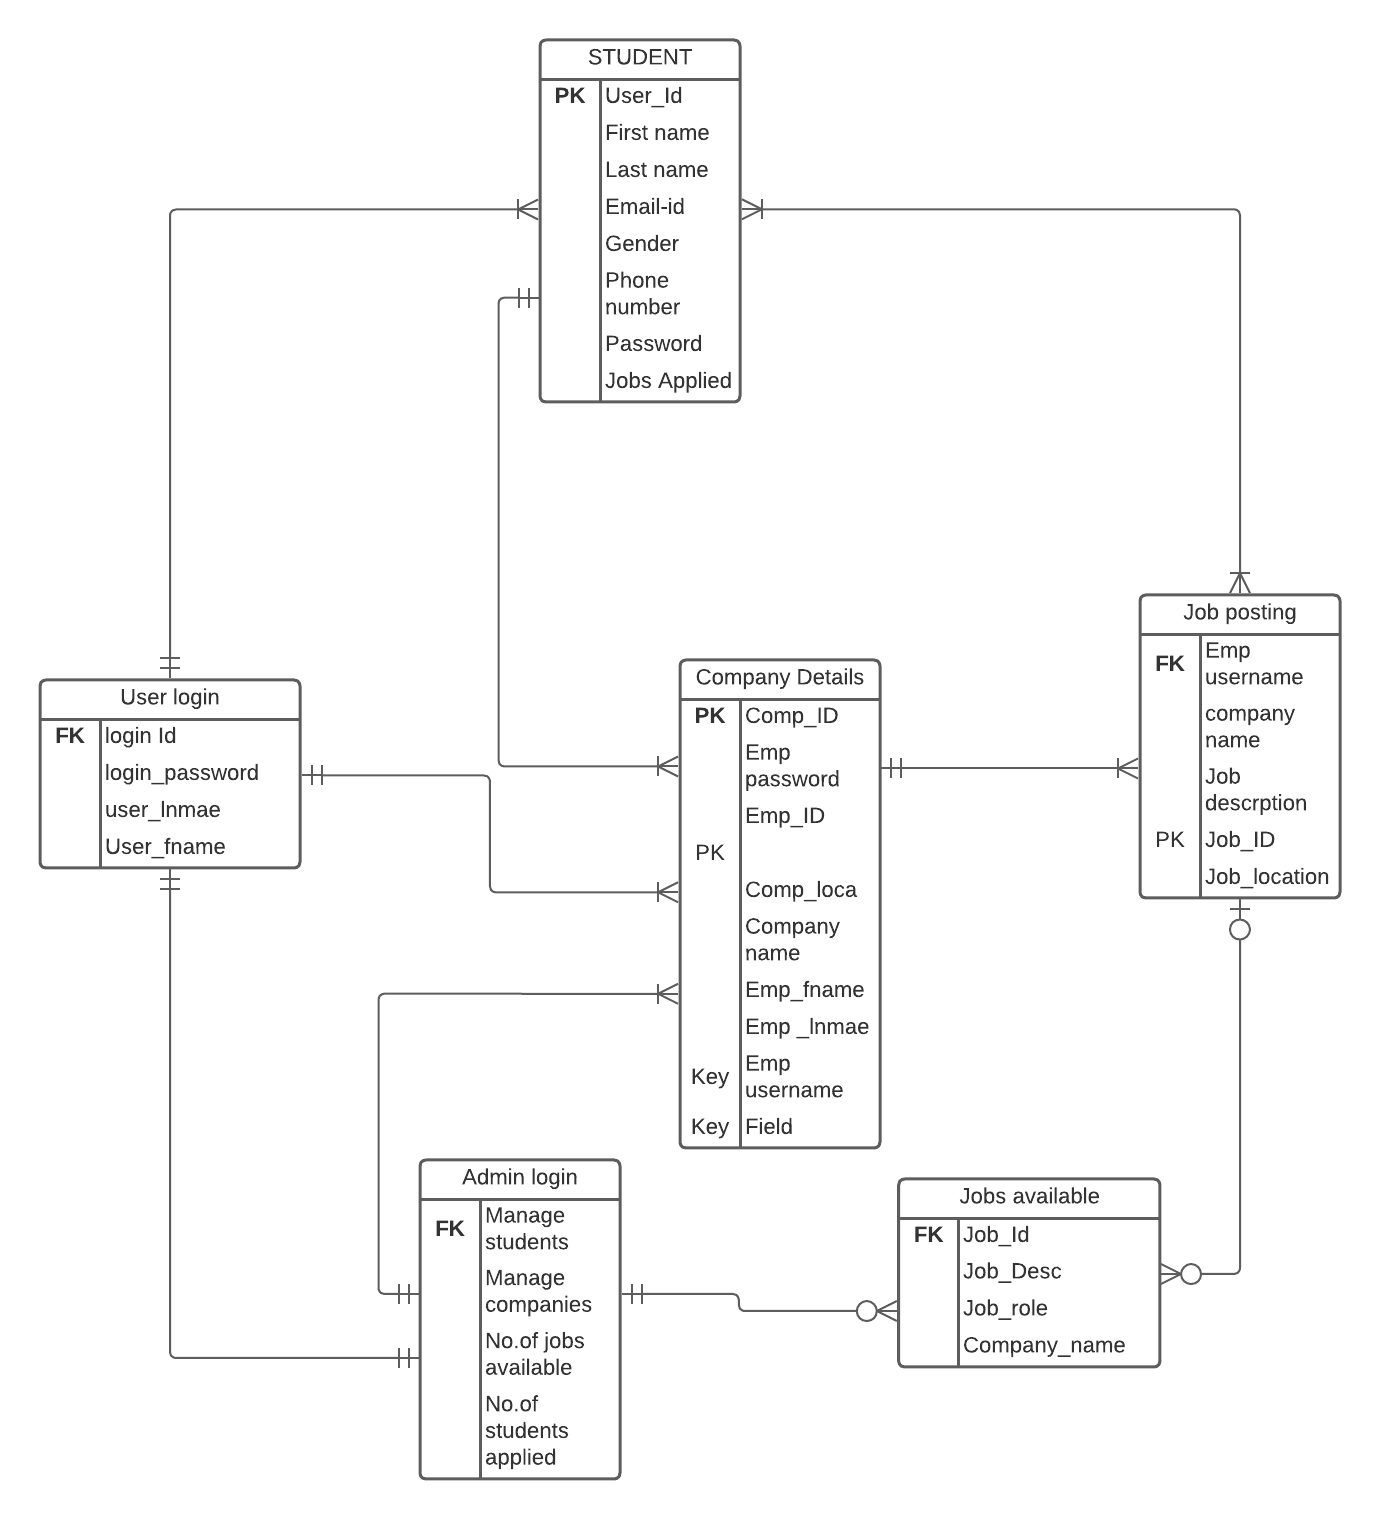 STUDENT
PK User_Id
First name
Last name
Email-id
Gender
Phone
number
Password
Jobs Applied
Job posting
FK Emp
username
company
name
Job
descrption
PK Job_ID
Job_location
User login
FK login Id
login_password
user_lnmae
User_fname
Company Details
PK Comp_ID
Emp
password
Emp_ID
PK
Comp_loca
Company
name
Emp_fname
Emp _lnmae
Key Emp
username
Key Field
Admin login
FK Manage
students
Manage
companies
No.of jobs
available
No.of
students
applied
Jobs available
FK Job_Id
Job_Desc
Job_role
Company_name